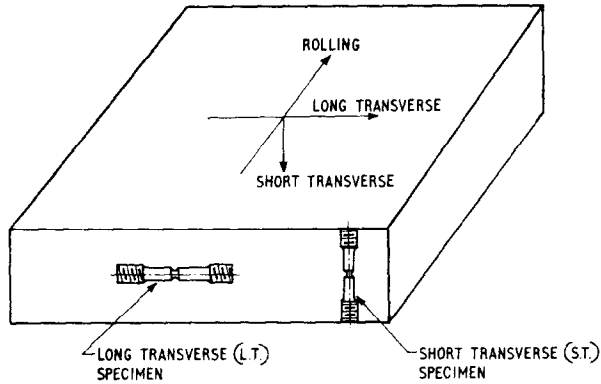 ROLLING
LONG TRANSVERSE
SHORT TRANSVERSE
LONG TRANSVERSE (L.T.)
SPECIMEN
SHORT TRANSVERSE (S.T.)
SPECIMEN